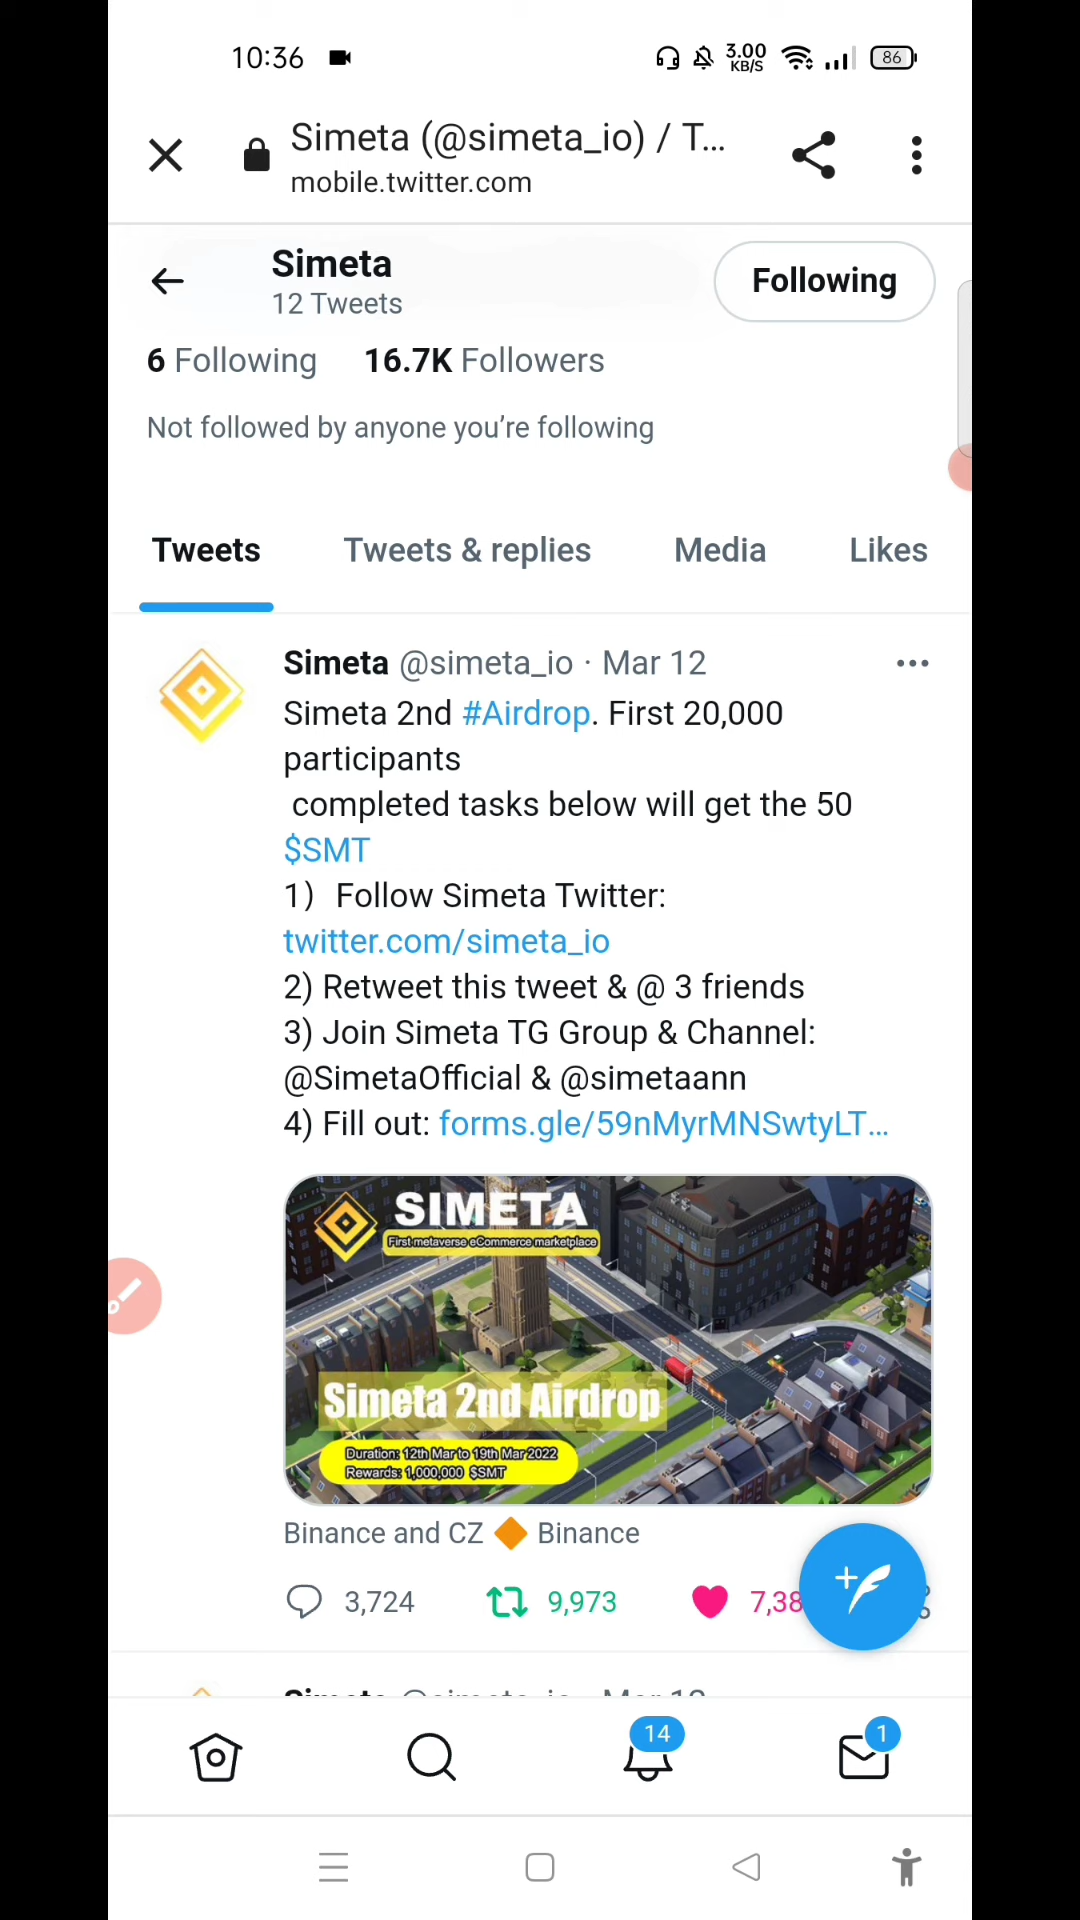 10:36
3.00
KB/S
86
Simeta (@simeta_io) / T...
mobile.twitter.com
Simeta
12 Tweets
Following
6 Following 16.7K Followers
Not followed by anyone you’re following
Tweets Tweets & replies Media Likes
Simeta @simeta_io · Mar 12
Simeta 2nd #Airdrop. First 20,000
participants
completed tasks below will get the 50
$SMT
1) Follow Simeta Twitter:
twitter.com/simeta_io
2) Retweet this tweet & @ 3 friends
3) Join Simeta TG Group & Channel:
@SimetaOfficial & @simetaann
4) Fill out: forms.gle/59nMyrMNSwtyLT...
SIMETA
First metaverse eCommerce marketplace
Simeta 2nd Airdrop
Duration: 12th Mar to 19th Mar 2022
Rewards: 1,000,000 $SMT
Binance and CZ 🔶 Binance
3,724 9,973 7,38
14
1